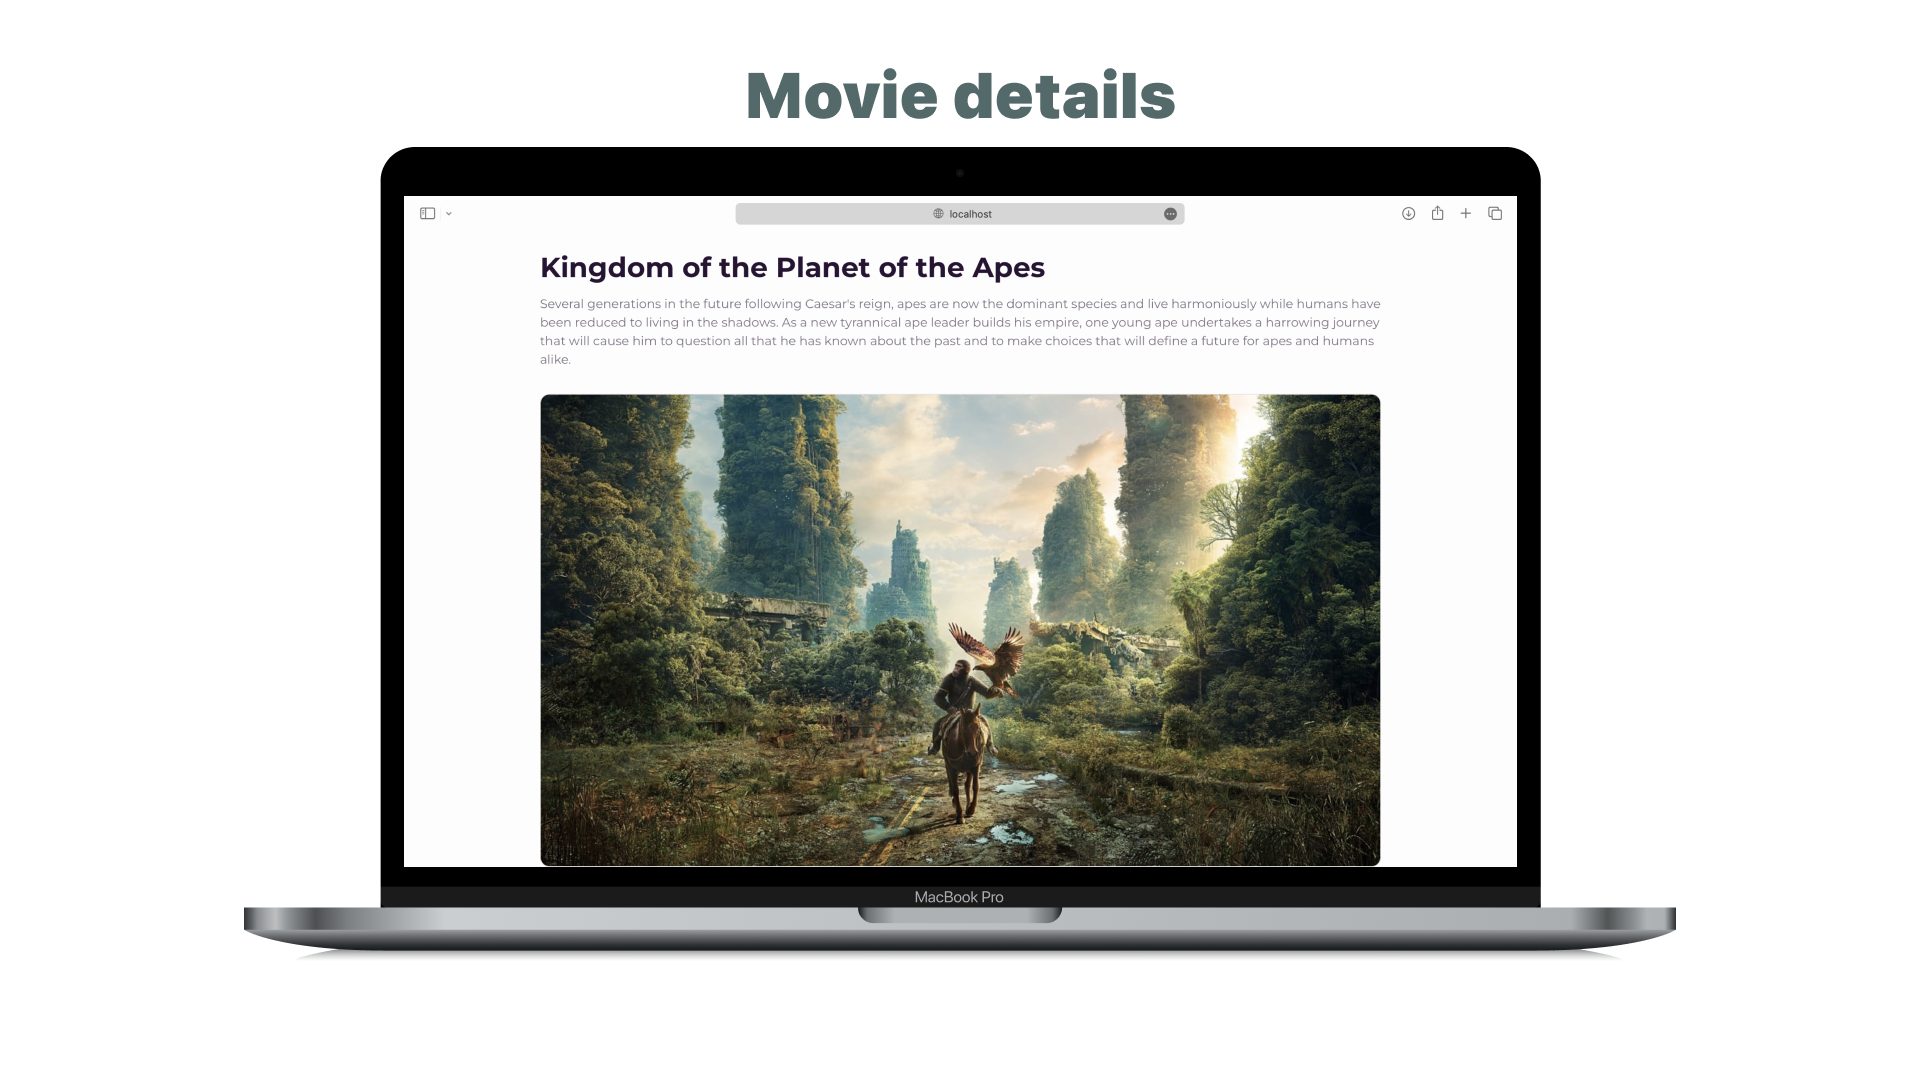 Movie details
localhost
Kingdom of the Planet of the Apes
Several generations in the future following Caesar's reign, apes are now the dominant species and live harmoniously while humans have
been reduced to living in the shadows. As a new tyrannical ape leader builds his empire, one young ape undertakes a harrowing journey
that will cause him to question all that he has known about the past and to make choices that will define a future for apes and humans
alike.
MacBook Pro